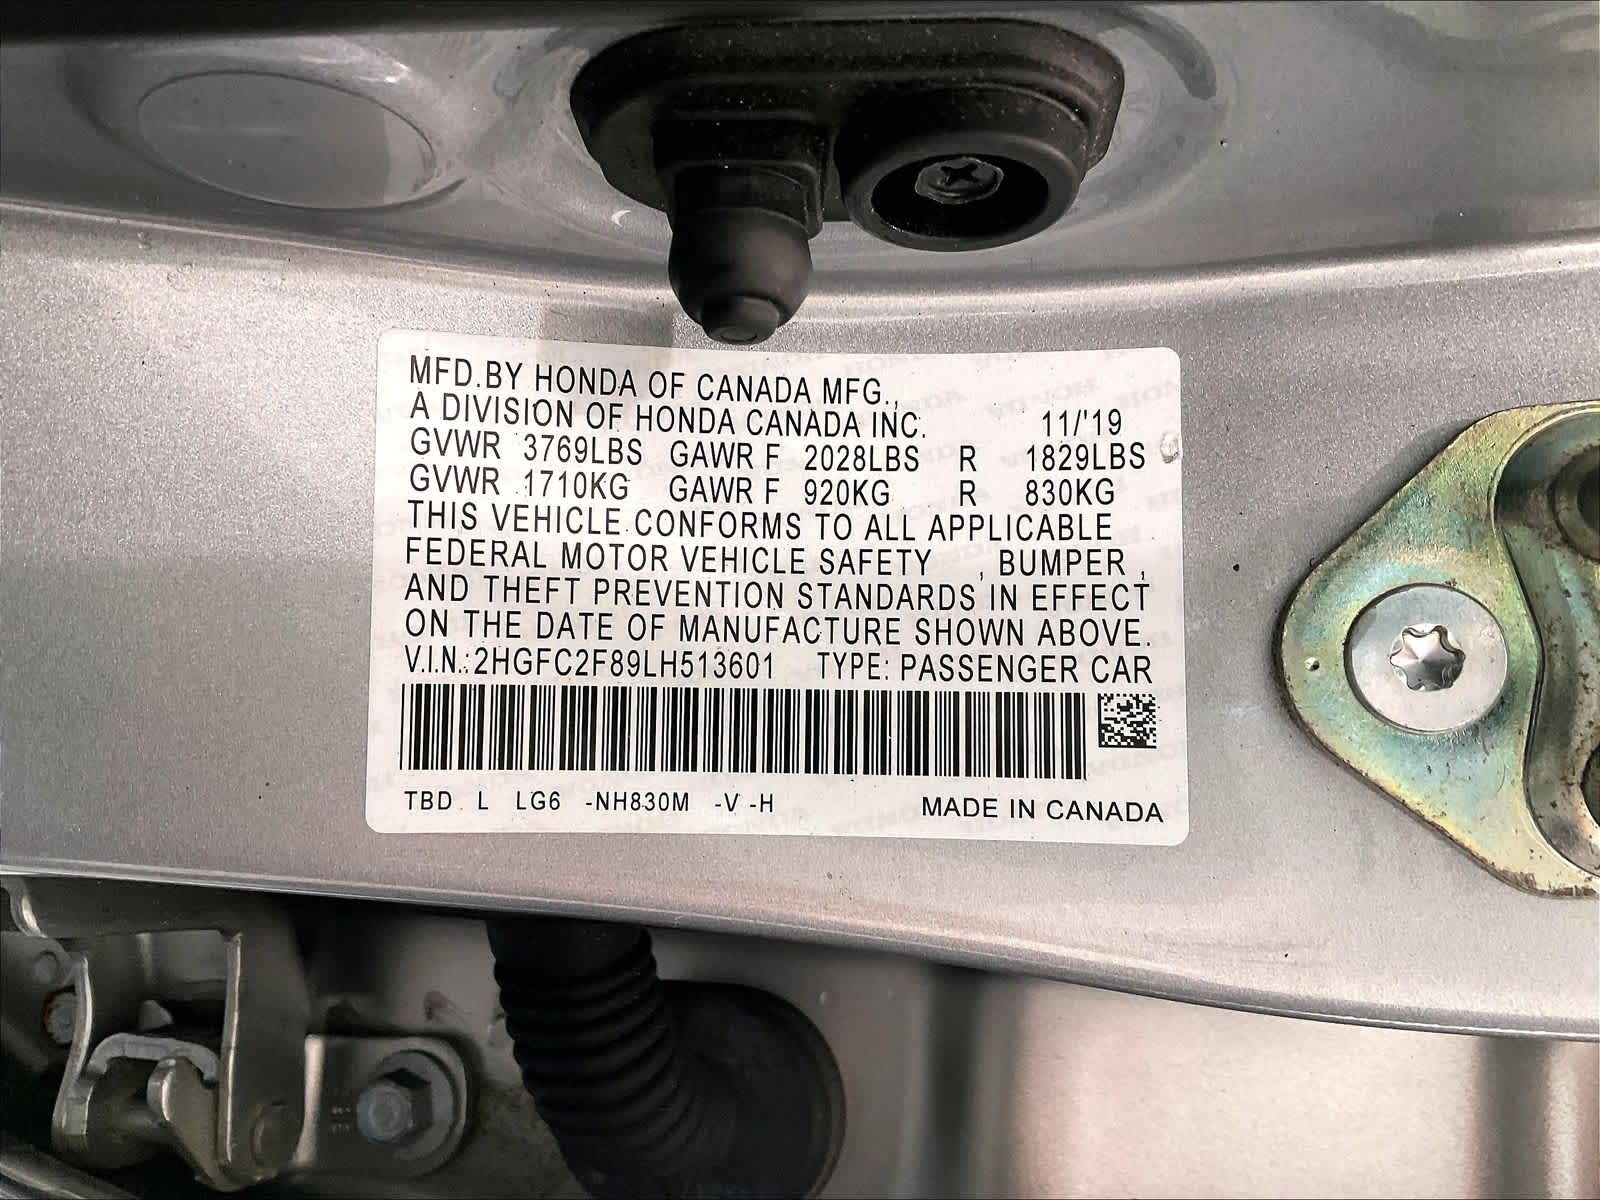 MFD.BY HONDA OF CANADA MFG.,
A DIVISION OF HONDA CANADA INC. 11/'19
GVWR 3769LBS GAWR F 2028LBS R 1829LBS
GVWR 1710KG GAWR F 920KG R 830KG
THIS VEHICLE CONFORMS TO ALL APPLICABLE
FEDERAL MOTOR VEHICLE SAFETY , BUMPER ,
AND THEFT PREVENTION STANDARDS IN EFFECT
ON THE DATE OF MANUFACTURE SHOWN ABOVE.
V.I.N.: 2HGFC2F89LH513601 TYPE: PASSENGER CAR
TBD L LG6 -NH830M -V -H MADE IN CANADA